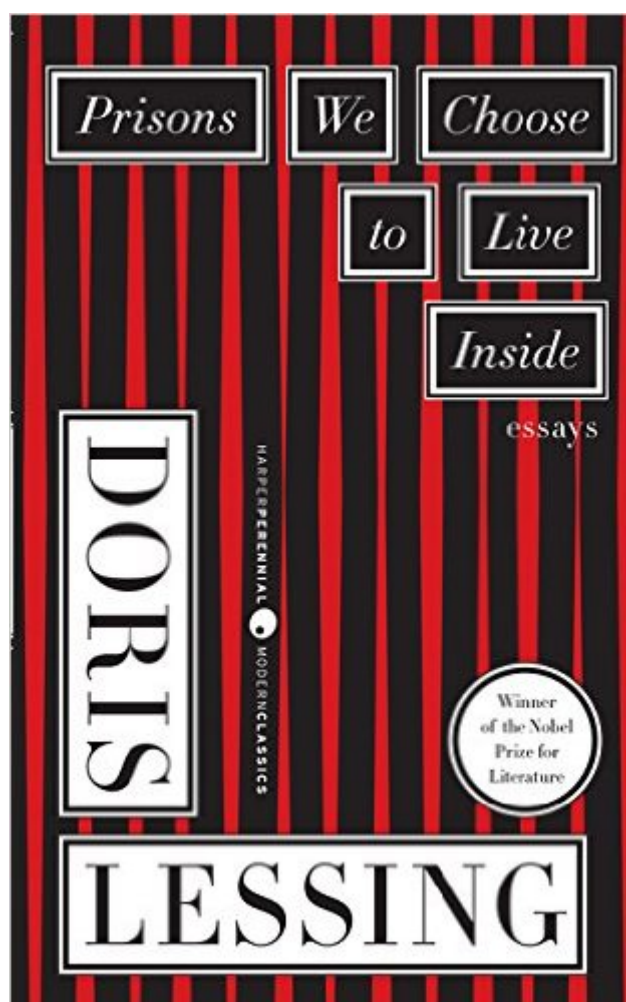 Prisons We Choose
to Live
Inside
essays
DORIS
HARPERPERENNIAL MODERNCLASSICS
Winner
of the Nobel
Prize for
Literature
LESSING